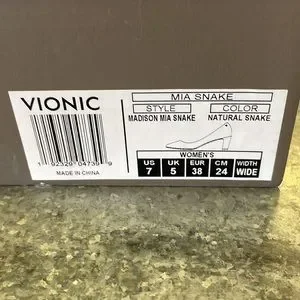 VIONIC
MIA SNAKE
STYLE COLOR
MADISON MIA SNAKE NATURAL SNAKE
WOMEN'S
US UK EUR CM WIDTH
7 5 38 24 WIDE
MADE IN CHINA